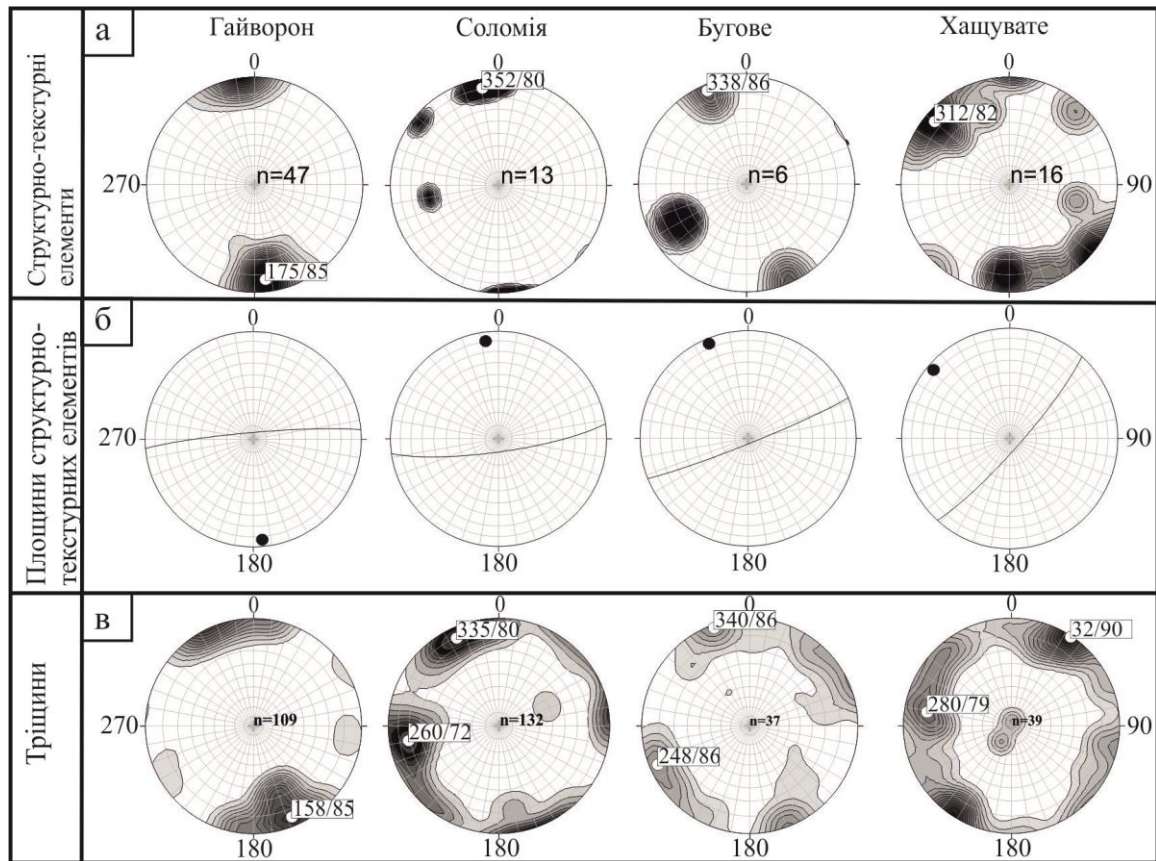 а
Гайворон
Соломія
Бугове
Хащувате
Структурно-текстурні
елементи
0
0
0
0
352/80
338/86
312/82
270
n=47
n=13
n=6
n=16
90
175/85
б
Площини структурно-
текстурних елементів
0
0
0
0
270
90
180
180
180
180
в
Тріщини
0
0
0
0
335/80
340/86
32/90
270
n=109
260/72
n=132
n=37
248/86
280/79
n=39
90
158/85
180
180
180
180